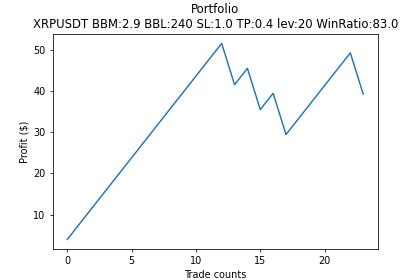 Portfolio
XRPUSDT BBM:2.9 BBL:240 SL:1.0 TP:0.4 lev:20 WinRatio:83.0
50
40
30
20
10
Profit ($)
0 5 10 15 20
Trade counts